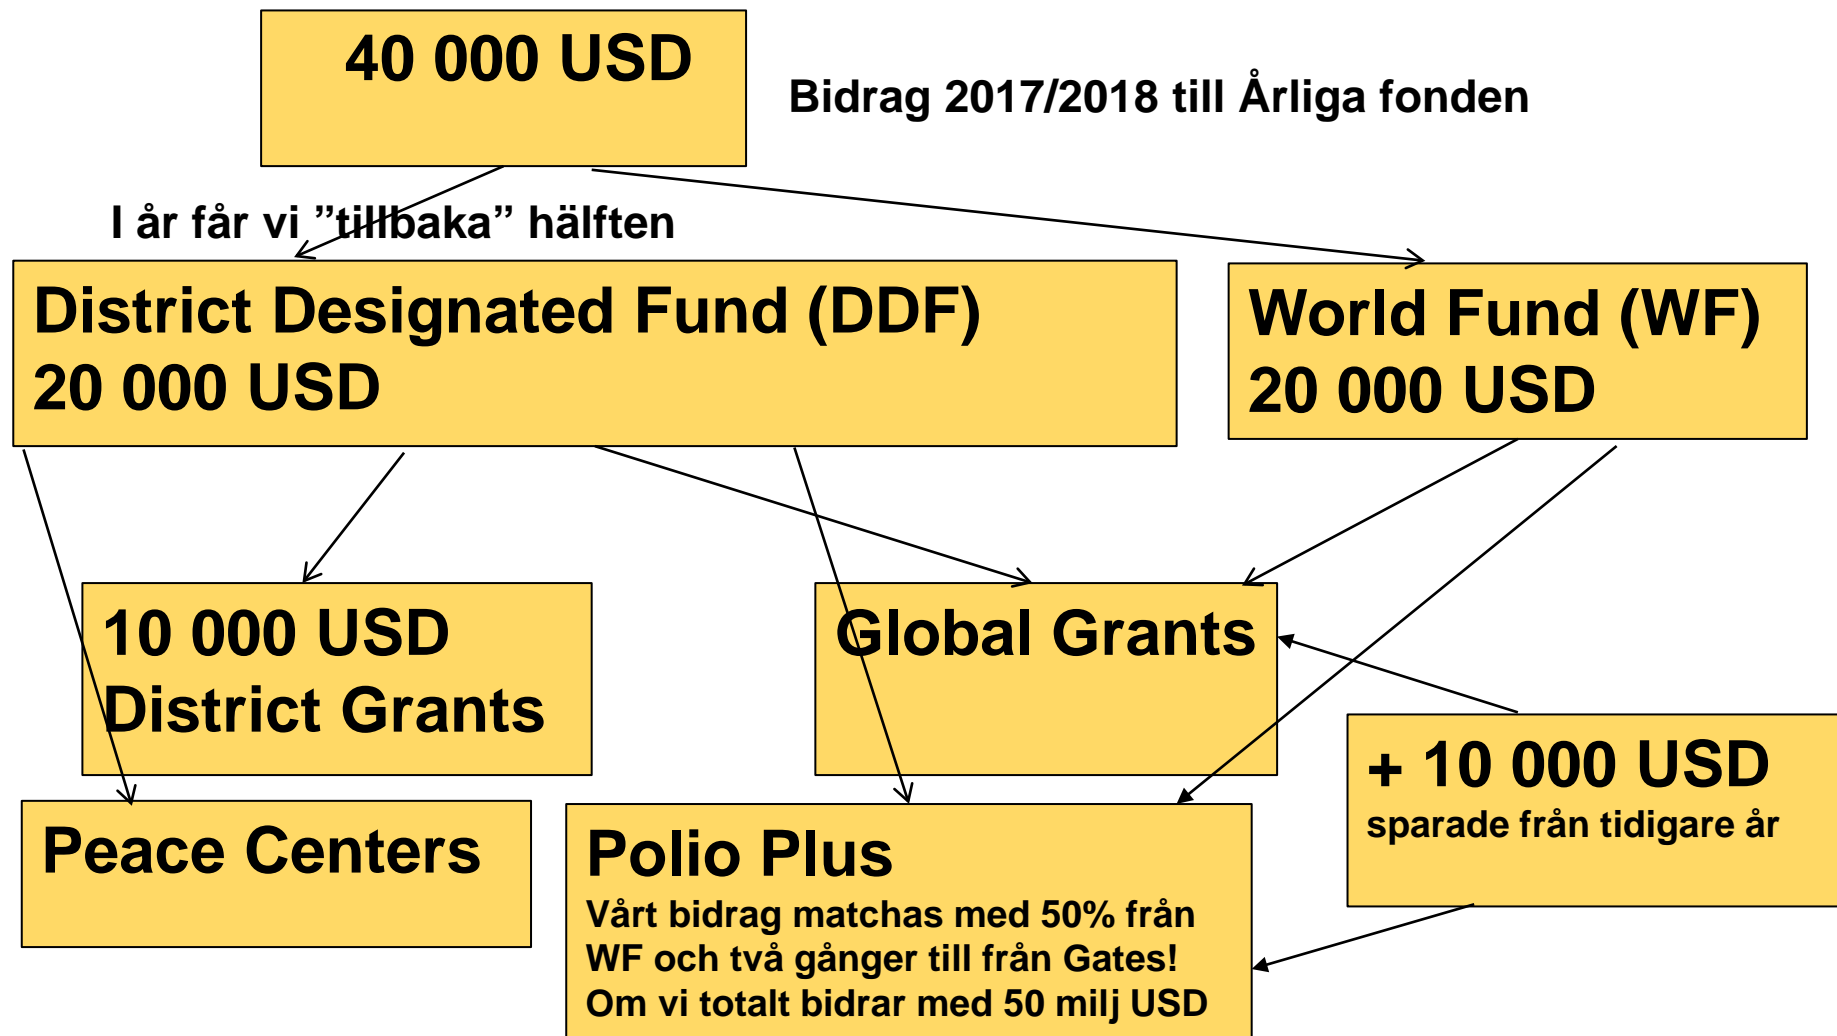 40 000 USD
Bidrag 2017/2018 till Årliga fonden
I år får vi ”tillbaka” hälften
District Designated Fund (DDF)
20 000 USD
World Fund (WF)
20 000 USD
10 000 USD
District Grants
Global Grants
+ 10 000 USD
sparade från tidigare år
Peace Centers
Polio Plus
Vårt bidrag matchas med 50% från
WF och två gånger till från Gates!
Om vi totalt bidrar med 50 milj USD